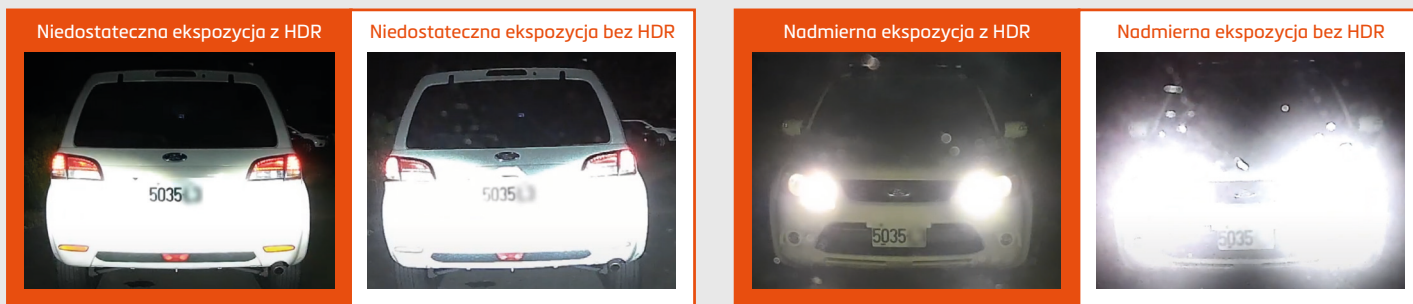 Niedostateczna ekspozycja z HDR
Niedostateczna ekspozycja bez HDR
Nadmierna ekspozycja z HDR
Nadmierna ekspozycja bez HDR
5035
5035
5035
5035